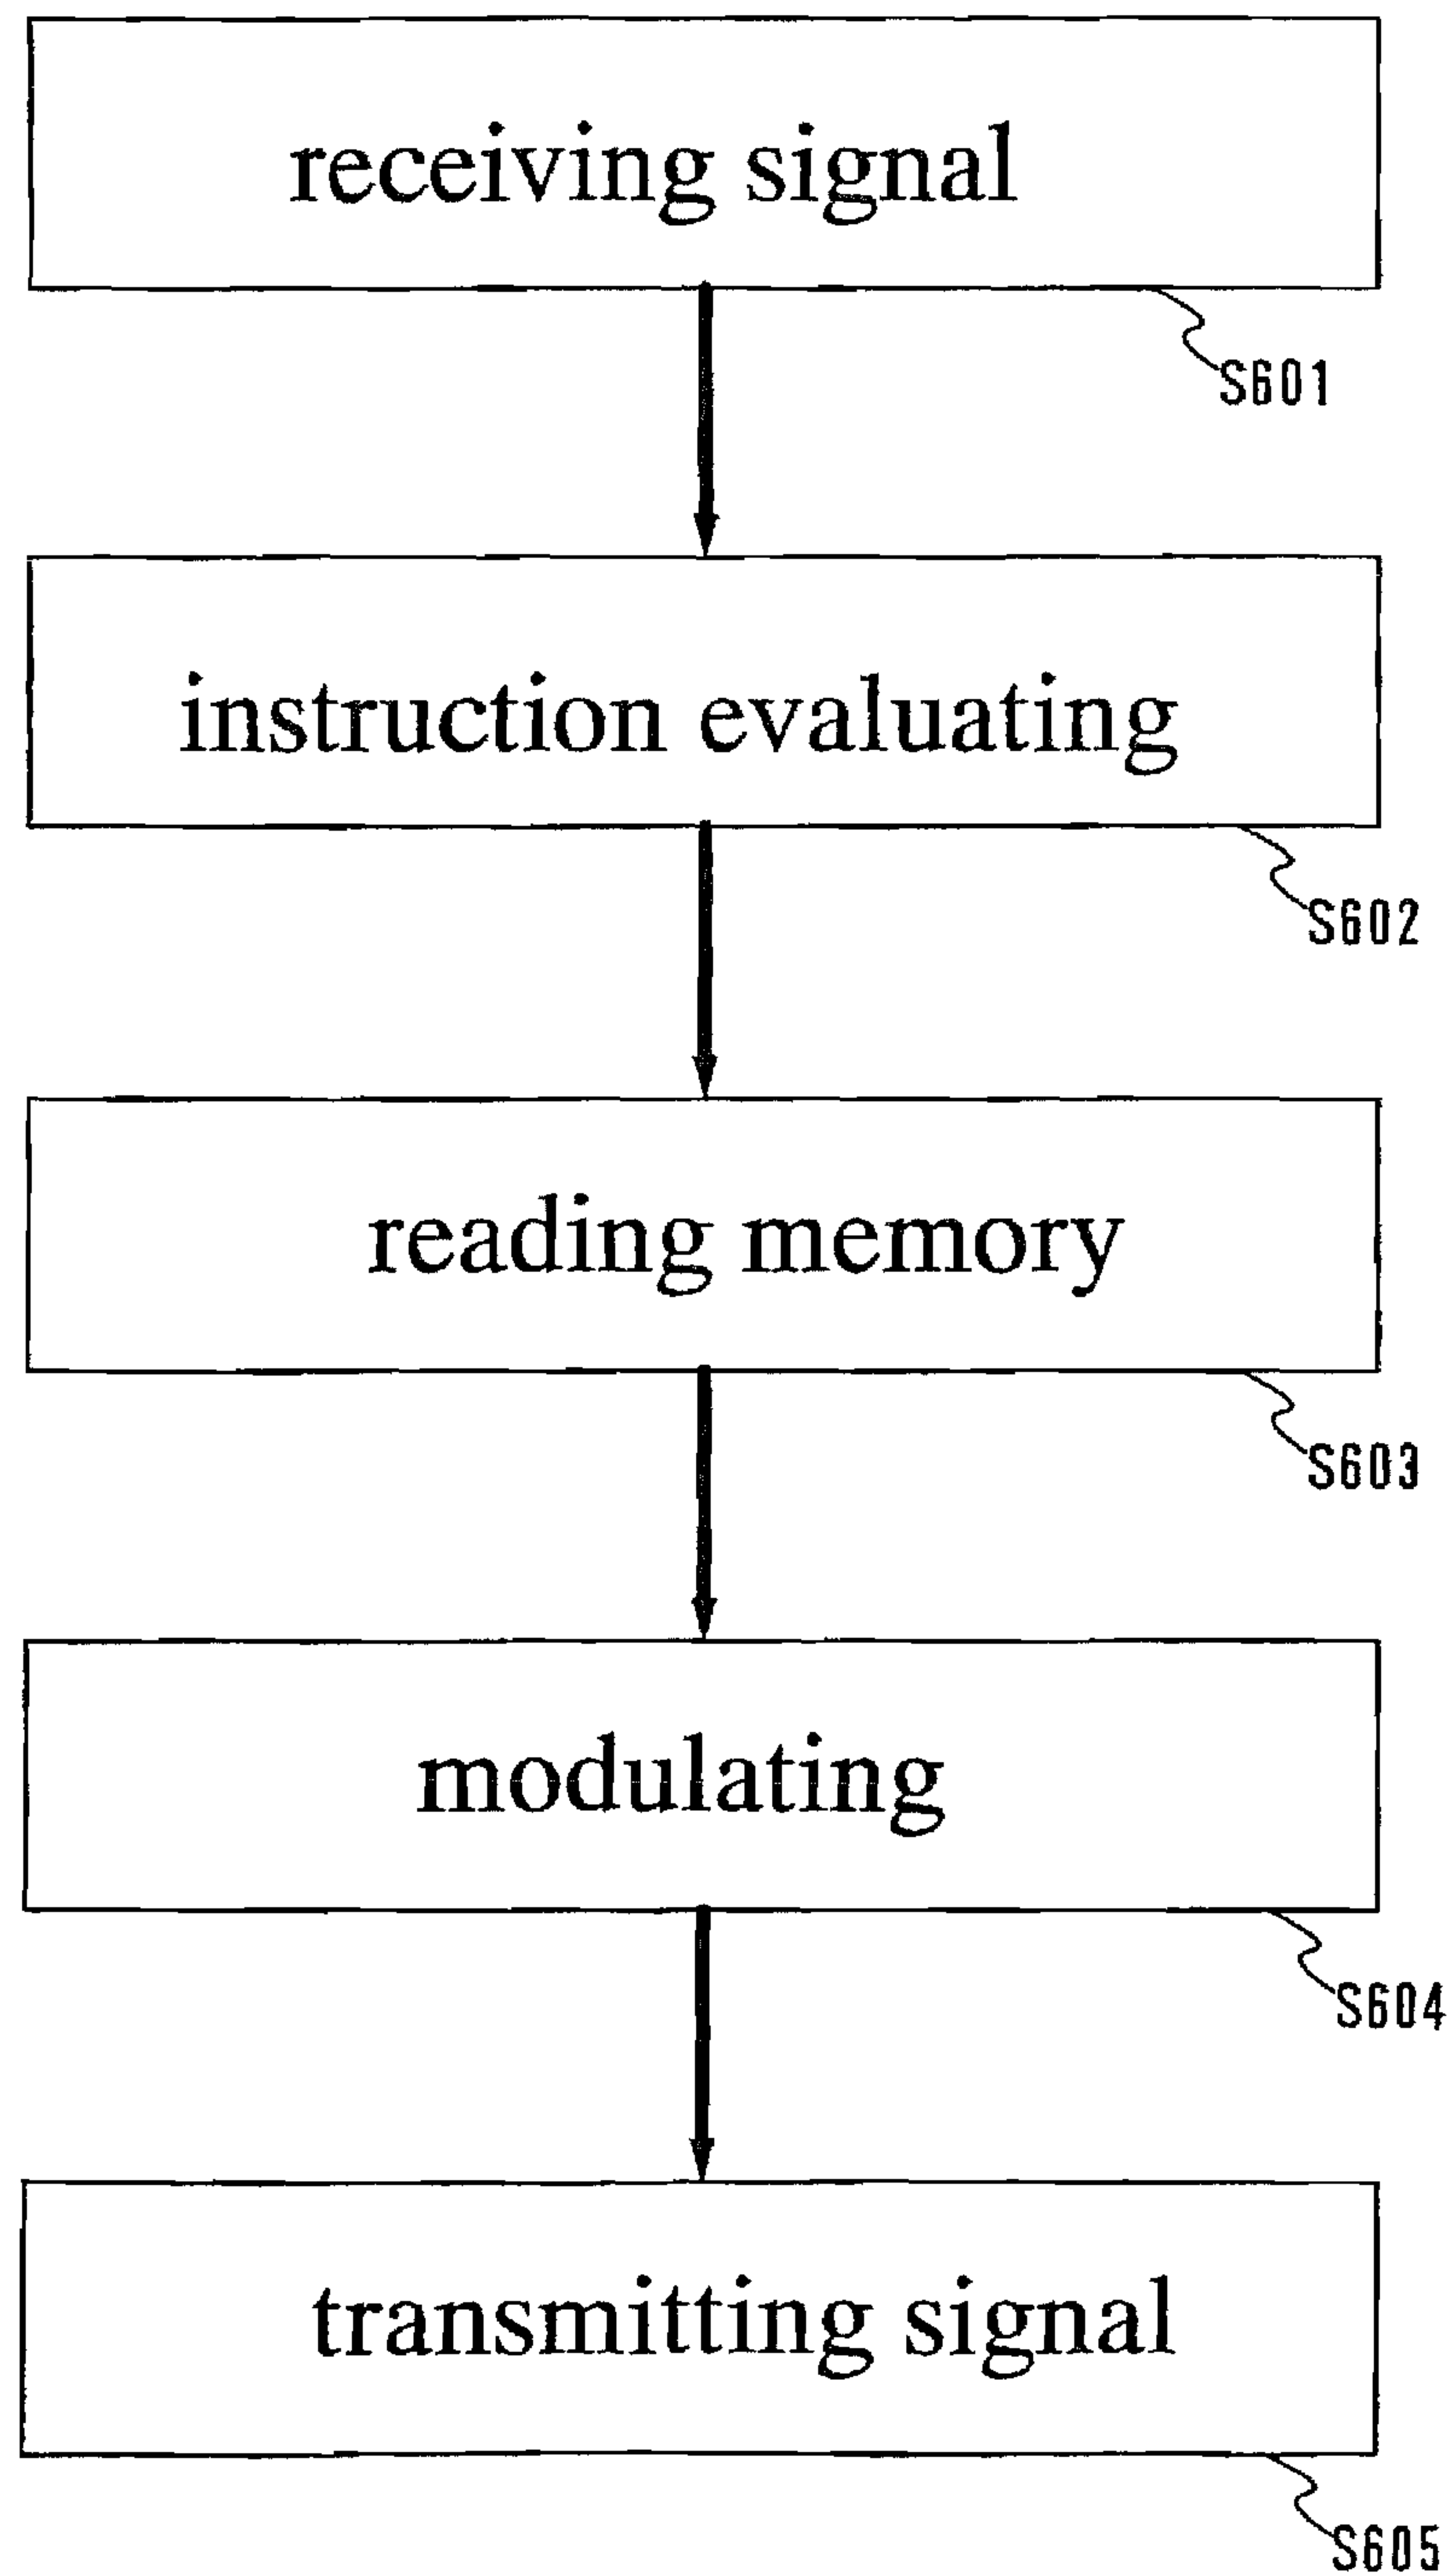 receiving signal
S601
instruction evaluating
S602
reading memory
S603
modulating
S604
transmitting signal
S605